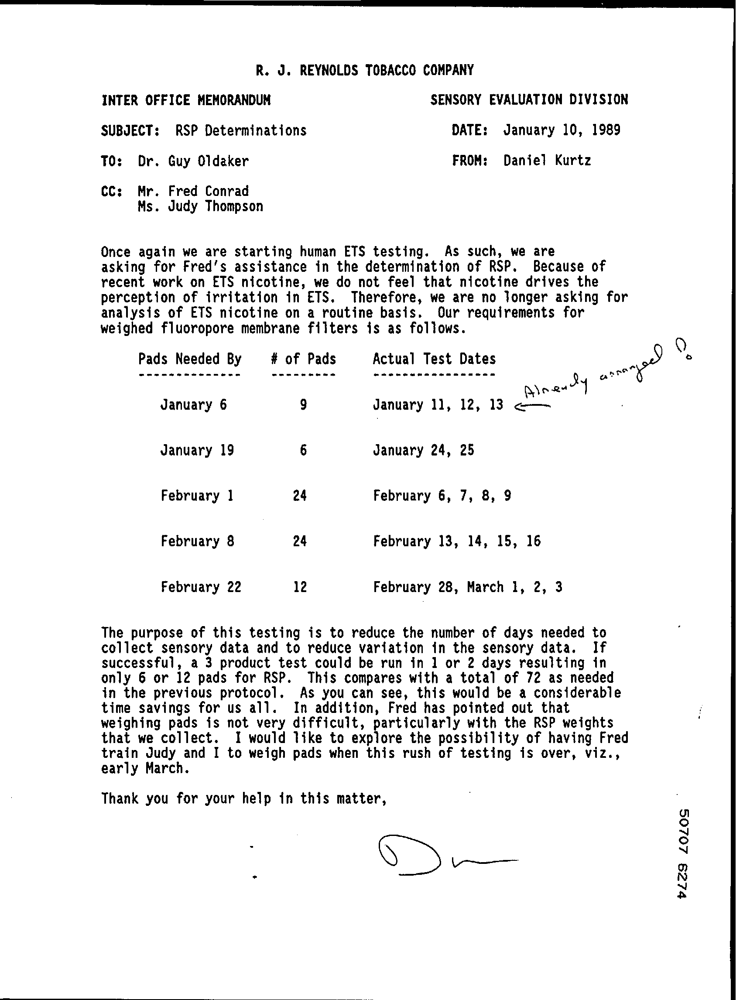 R. J. REYNOLDS TOBACCO COMPANY
INTER OFFICE MEMORANDUM SENSORY EVALUATION DIVISION
SUBJECT: RSP Determinations DATE: January 10, 1989
TO: Dr. Guy Oldaker FROM: Daniel Kurtz
CC: Mr. Fred Conrad
Ms. Judy Thompson
Once again we are starting human ETS testing. As such, we are
asking for Fred's assistance in the determination of RSP. Because of
recent work on ETS nicotine, we do not feel that nicotine drives the
perception of irritation in ETS. Therefore, we are no longer asking for
analysis of ETS nicotine on a routine basis. Our requirements for
weighed fluoropore membrane filters is as follows.
Pads Needed By # of Pads Actual Test Dates
-------------- --------- -----------------
January 6 9 January 11, 12, 13 ← Already arranged?
January 19 6 January 24, 25
February 1 24 February 6, 7, 8, 9
February 8 24 February 13, 14, 15, 16
February 22 12 February 28, March 1, 2, 3
The purpose of this testing is to reduce the number of days needed to
collect sensory data and to reduce variation in the sensory data. If
successful, a 3 product test could be run in 1 or 2 days resulting in
only 6 or 12 pads for RSP. This compares with a total of 72 as needed
in the previous protocol. As you can see, this would be a considerable
time savings for us all. In addition, Fred has pointed out that
weighing pads is not very difficult, particularly with the RSP weights
that we collect. I would like to explore the possibility of having Fred
train Judy and I to weigh pads when this rush of testing is over, viz.,
early March.
Thank you for your help in this matter,
50707 6274